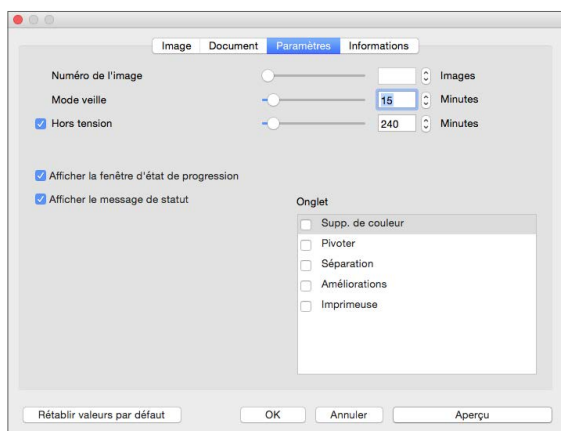 Image Document Paramètres Informations
Numéro de l'image Images
Mode veille 15 Minutes
Hors tension 240 Minutes
Afficher la fenêtre d'état de progression
Afficher le message de statut
Onglet
Supp. de couleur
Pivoter
Séparation
Améliorations
Imprimeuse
Rétablir valeurs par défaut OK Annuler Aperçu